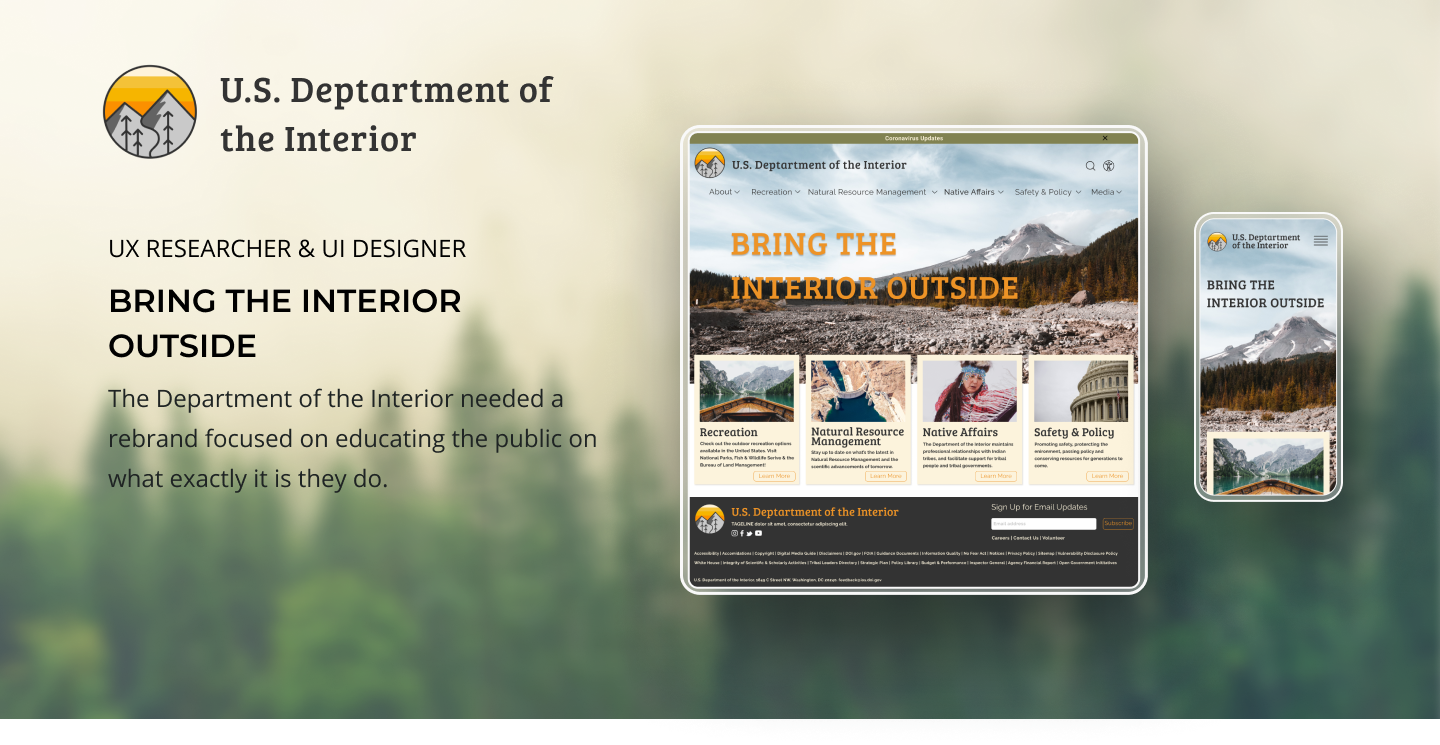 U.S. Deptartment of
the Interior
UX RESEARCHER & UI DESIGNER
BRING THE INTERIOR
OUTSIDE
The Department of the Interior needed a
rebrand focused on educating the public on
what exactly it is they do.
Coronavirus Updates
U.S. Deptartment of the Interior
About Recreation Natural Resource Management Native Affairs Safety & Policy Media
BRING THE
INTERIOR OUTSIDE
Recreation
Check out the outdoor recreation options
available in the United States. Visit
National Parks, Fish & Wildlife Serive & the
Bureau of Land Management!
Learn More
Natural Resource
Management
Stay up to date on what's the latest in
Natural Resource Management and the
scientific advancements of tomorrow.
Learn More
Native Affairs
The Department of the Interior maintains
professional relationships with Indian
tribes, and facilitate support for tribal
people and tribal governments.
Learn More
Safety & Policy
Promoting safety, protecting the
enironment, passing policy and
conserving resources for generations to
come.
Learn More
U.S. Deptartment of the Interior
TAGELINE dolor sit amet, consectetur adipiscing elit.
Sign Up for Email Updates
Email address
Subscribe
Careers | Contact Us | Volunteer
Accessibility | Accomidations | Copyright | Digital Media Guide | Disclaimers | DOI.gov | FOIA | Guidance Documents | Information Quality | No Fear Act | Notices | Privacy Policy | Sitemap | Vulnerability Disclosure Policy
White House | Integrity of Scientific & Scholarly Activities | Tribal Leaders Directory | Strategic Plan | Policy Library | Budget & Performance | Inspector General | Agency Financial Report | Open Government Initiatives
U.S. Department of the Interior 1849 C Street NW, Washington, DC 20240. feedback@ios.doi.gov
U.S. Deptartment
of the Interior
BRING THE
INTERIOR OUTSIDE